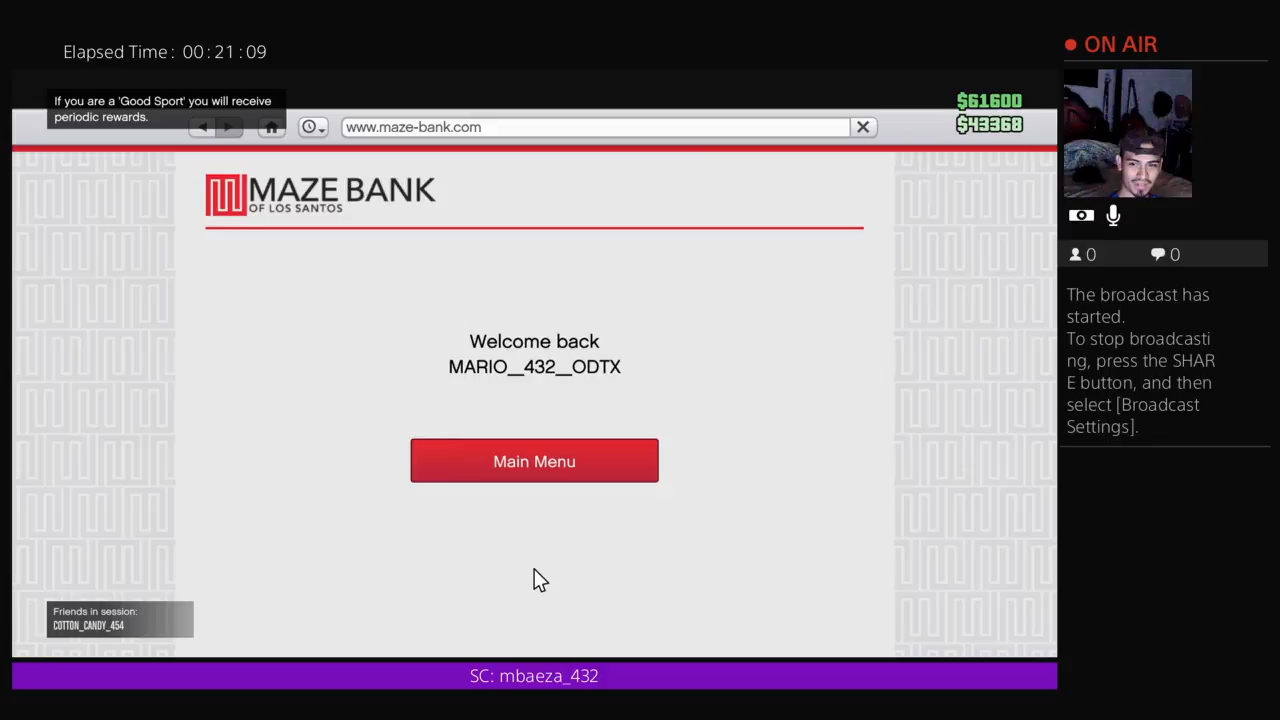 Elapsed Time: 00:21:09
ON AIR
If you are a 'Good Sport' you will receive
periodic rewards.
$61600
$43368
www.maze-bank.com
MAZE BANK
OF LOS SANTOS
0
0
The broadcast has
started.
To stop broadcasti
ng, press the SHAR
E button, and then
select [Broadcast
Settings].
Welcome back
MARIO__432__ODTX
Main Menu
Friends in session:
COTTON_CANDY_454
SC: mbaeza_432